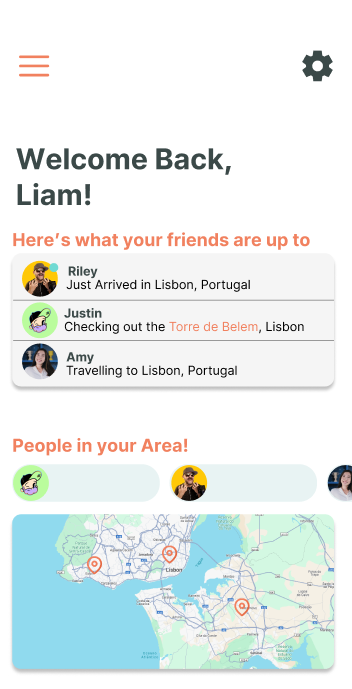 Welcome Back,
Liam!
Here's what your friends are up to
Riley
Just Arrived in Lisbon, Portugal
Justin
Checking out the Torre de Belem, Lisbon
Amy
Travelling to Lisbon, Portugal
People in your Area!
Lisbon